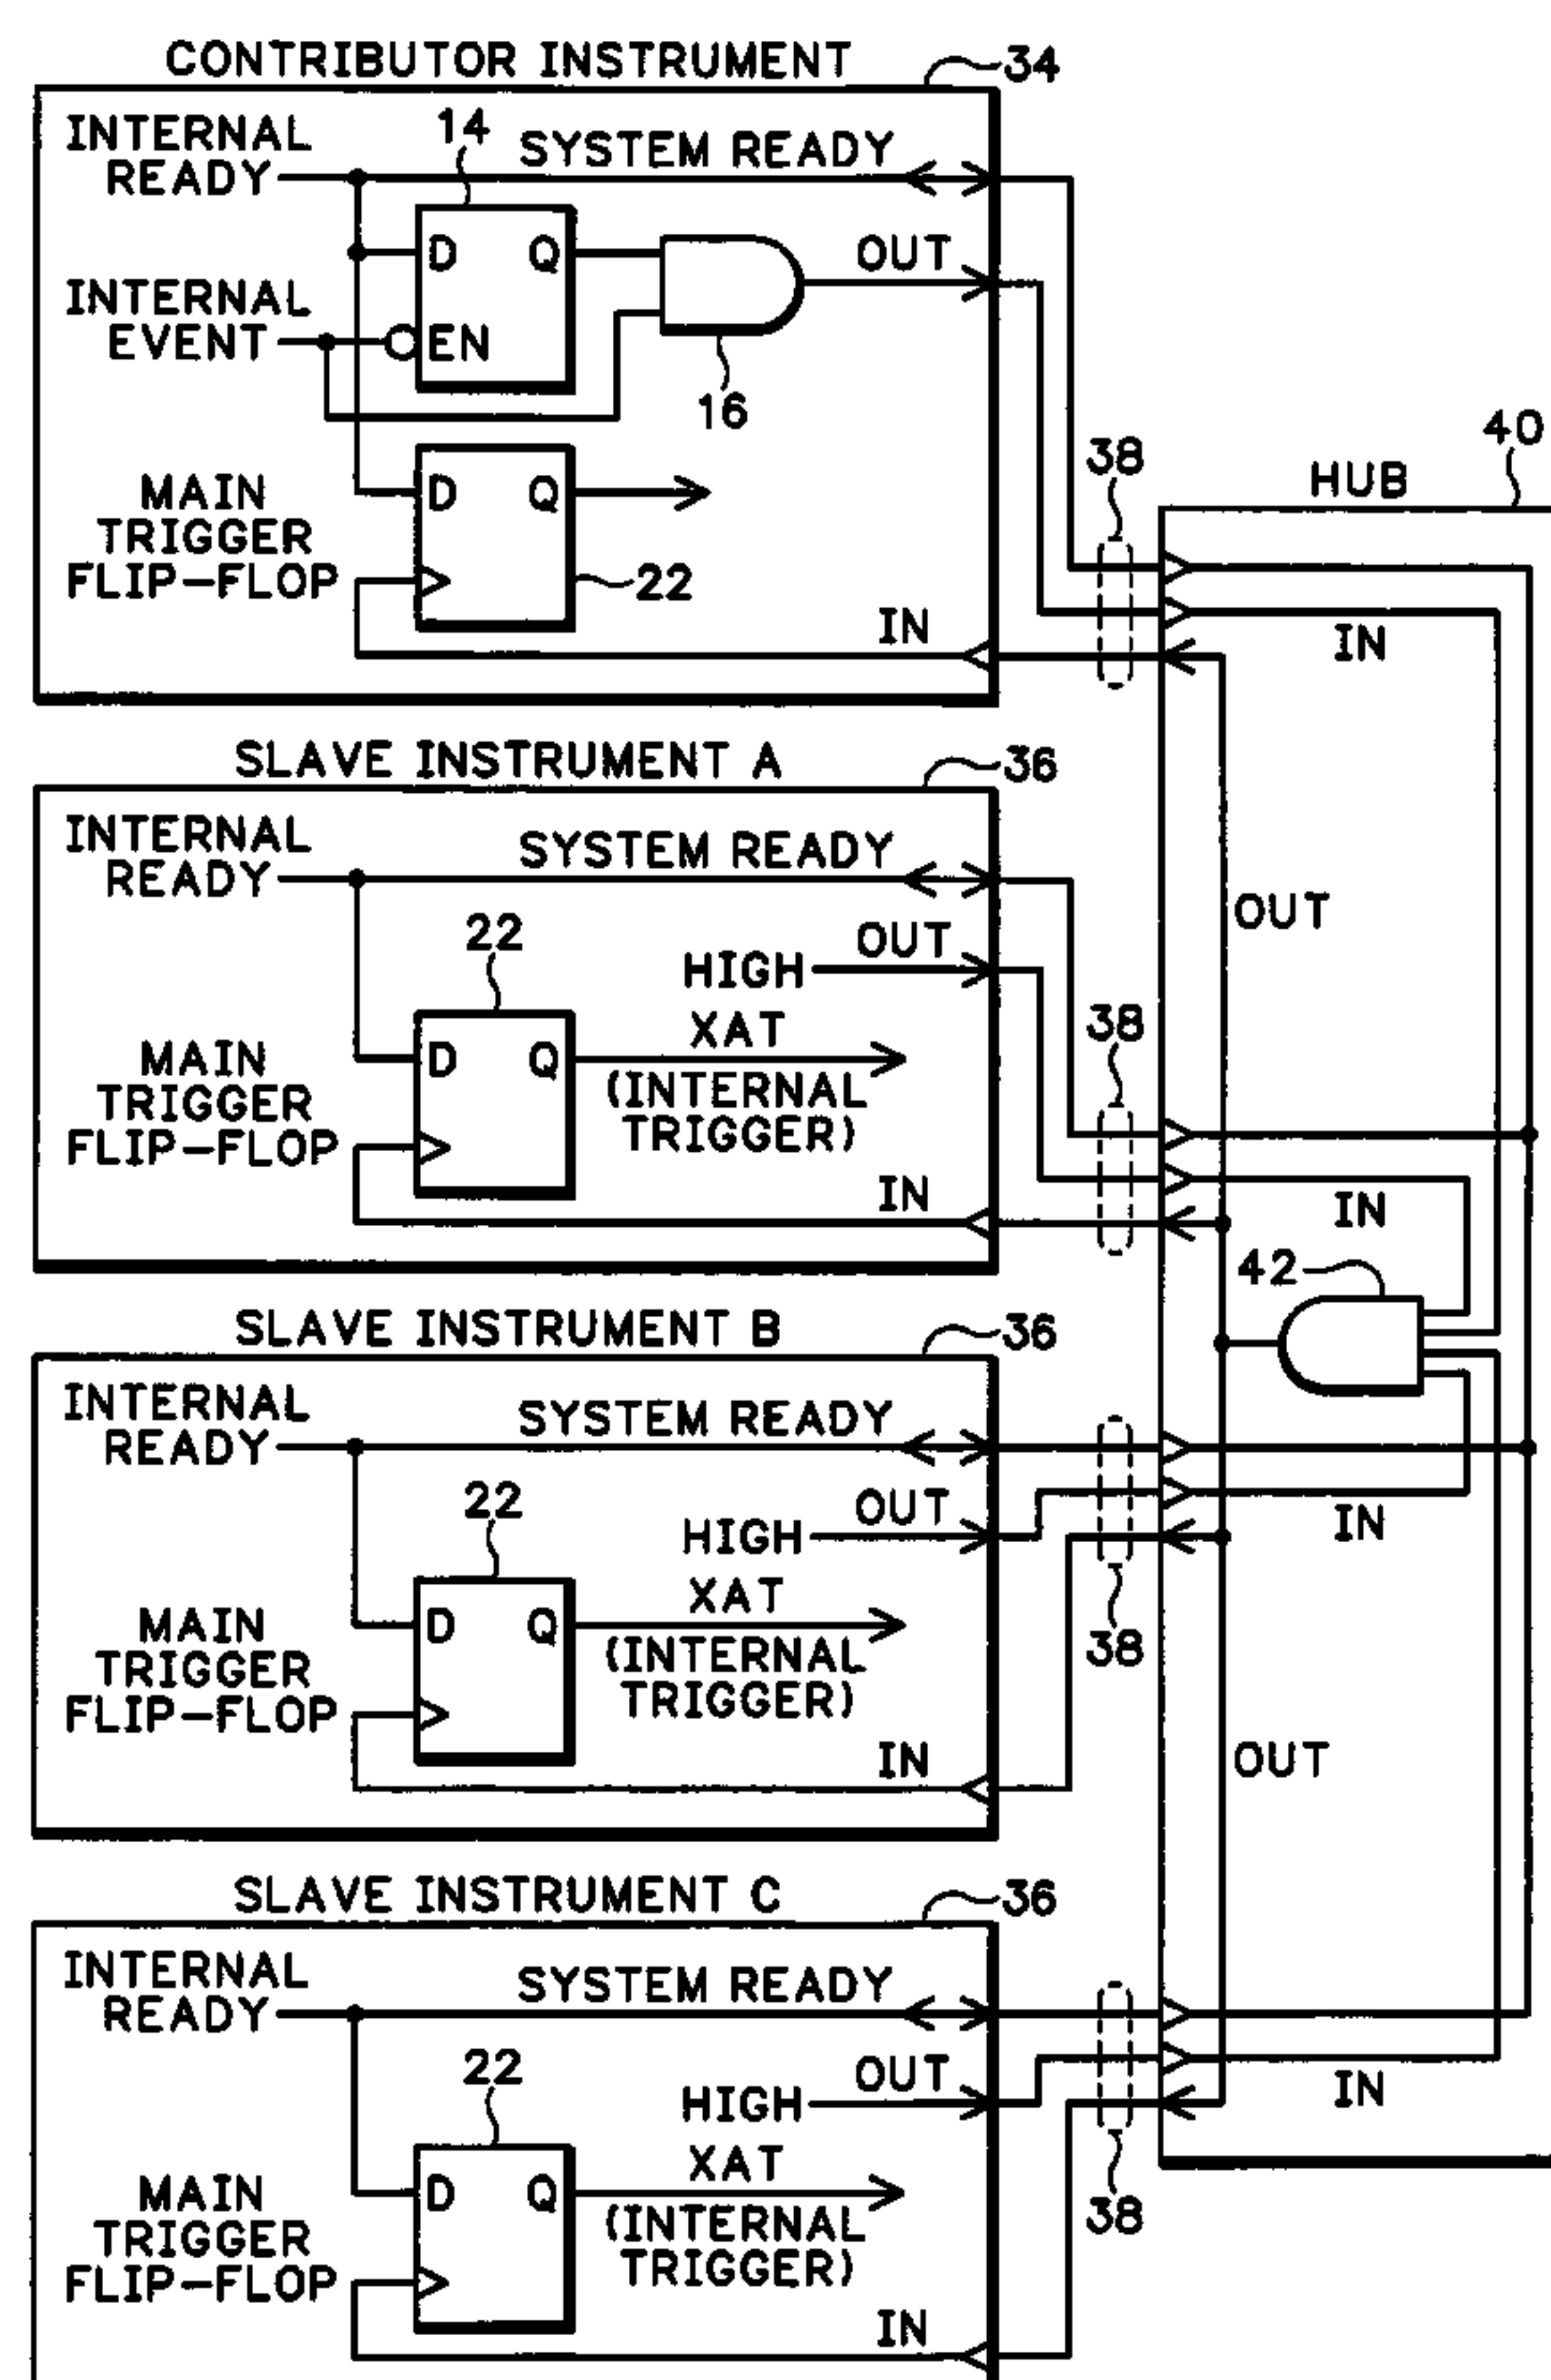 CONTRIBUTOR INSTRUMENT
34
INTERNAL
READY
14
SYSTEM READY
D
Q
OUT
INTERNAL
EVENT
EN
16
MAIN
TRIGGER
FLIP-FLOP
D
Q
22
IN
38
HUB
40
IN
SLAVE INSTRUMENT A
36
INTERNAL
READY
SYSTEM READY
22
HIGH
OUT
OUT
MAIN
TRIGGER
FLIP-FLOP
D
Q
XAT
(INTERNAL
TRIGGER)
IN
38
IN
42
SLAVE INSTRUMENT B
36
INTERNAL
READY
SYSTEM READY
22
HIGH
OUT
MAIN
TRIGGER
FLIP-FLOP
D
Q
XAT
(INTERNAL
TRIGGER)
IN
38
IN
OUT
SLAVE INSTRUMENT C
36
INTERNAL
READY
SYSTEM READY
22
HIGH
OUT
MAIN
TRIGGER
FLIP-FLOP
D
Q
XAT
(INTERNAL
TRIGGER)
IN
38
IN